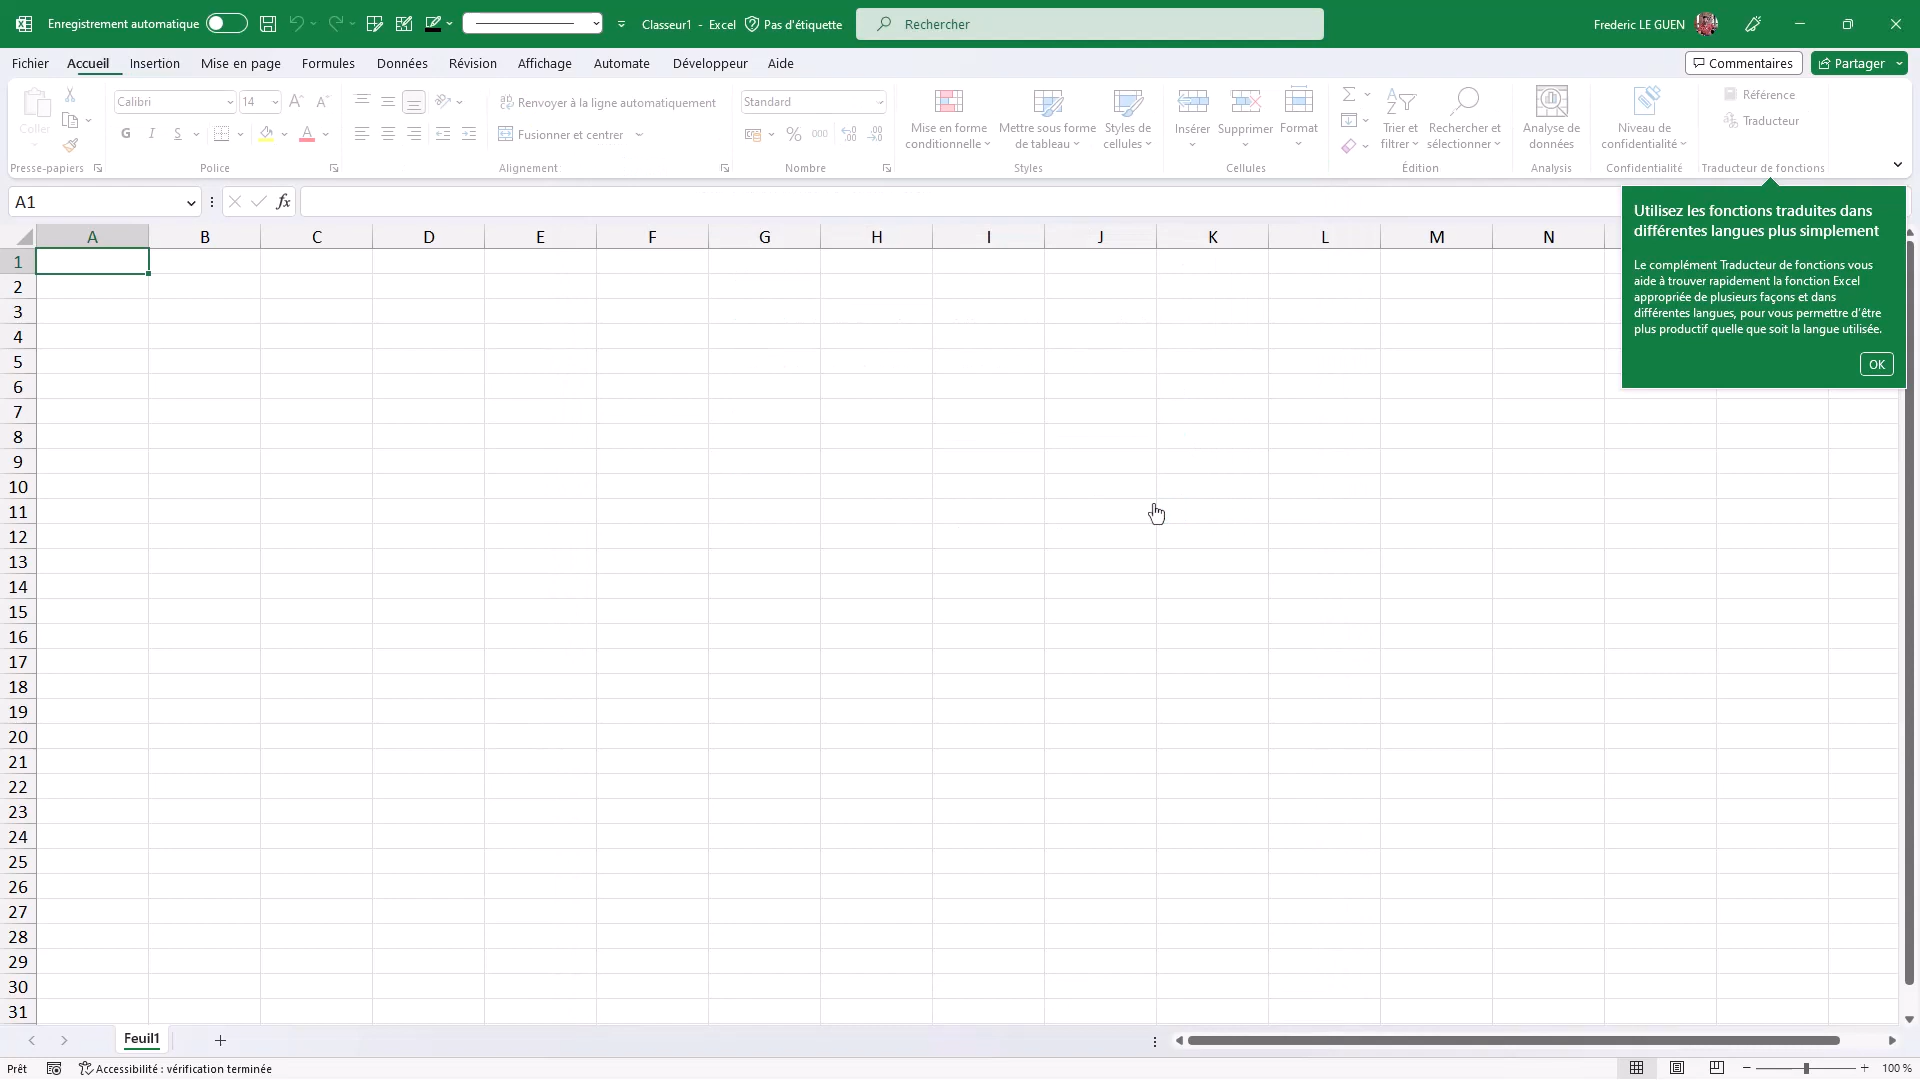 Enregistrement automatique
Classeur1 - Excel
Pas d'étiquette
Rechercher
Frederic LE GUEN
Fichier Accueil Insertion Mise en page Formules Données Révision Affichage Automate Développeur Aide
Commentaires
Partager
Coller
Presse-papiers
Calibri
14
G I S
A
Police
Renvoyer à la ligne automatiquement
Fusionner et centrer
Alignement
Standard
% 000
Nombre
Mise en forme
conditionnelle
Mettre sous forme
de tableau
Styles de
cellules
Styles
Insérer
Supprimer
Format
Cellules
Trier et
filtrer
Rechercher et
sélectionner
Édition
Analyse de
données
Analysis
Niveau de
confidentialité
Confidentialité
Référence
Traducteur
Traducteur de fonctions
A1
fx
Utilisez les fonctions traduites dans
différentes langues plus simplement
Le complément Traducteur de fonctions vous
aide à trouver rapidement la fonction Excel
appropriée de plusieurs façons et dans
différentes langues, pour vous permettre d'être
plus productif quelle que soit la langue utilisée.
OK
A B C D E F G H I J K L M N
1
2
3
4
5
6
7
8
9
10
11
12
13
14
15
16
17
18
19
20
21
22
23
24
25
26
27
28
29
30
31
Feuil1
Prêt
Accessibilité : vérification terminée
100 %